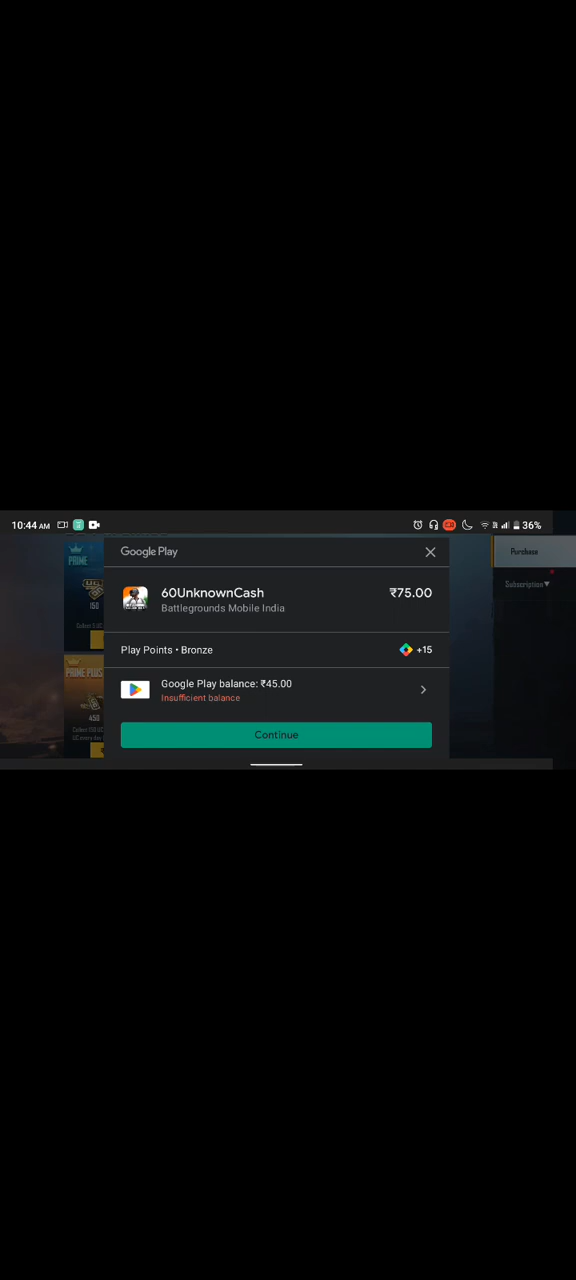 10:44 AM
36%
Google Play
60UnknownCash
₹75.00
Battlegrounds Mobile India
Play Points • Bronze
+15
Google Play balance: ₹45.00
Insufficient balance
Continue
PRIME
150
PRIME PLUS
450
Purchase
Subscription